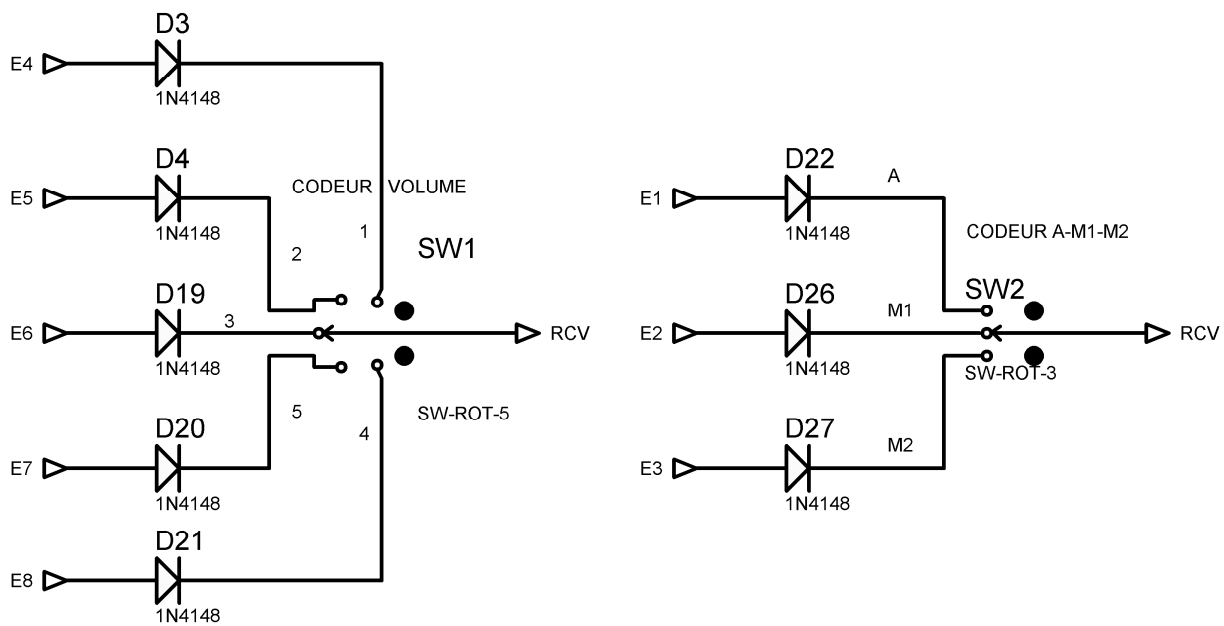 D3
E4
1N4148
D4
E5
1N4148
CODEUR VOLUME
1
2
SW1
D19
E6
3
1N4148
RCV
D20
5
4
SW-ROT-5
E7
1N4148
D21
E8
1N4148
D22
A
E1
1N4148
CODEUR A-M1-M2
D26
M1
SW2
E2
1N4148
RCV
SW-ROT-3
D27
M2
E3
1N4148